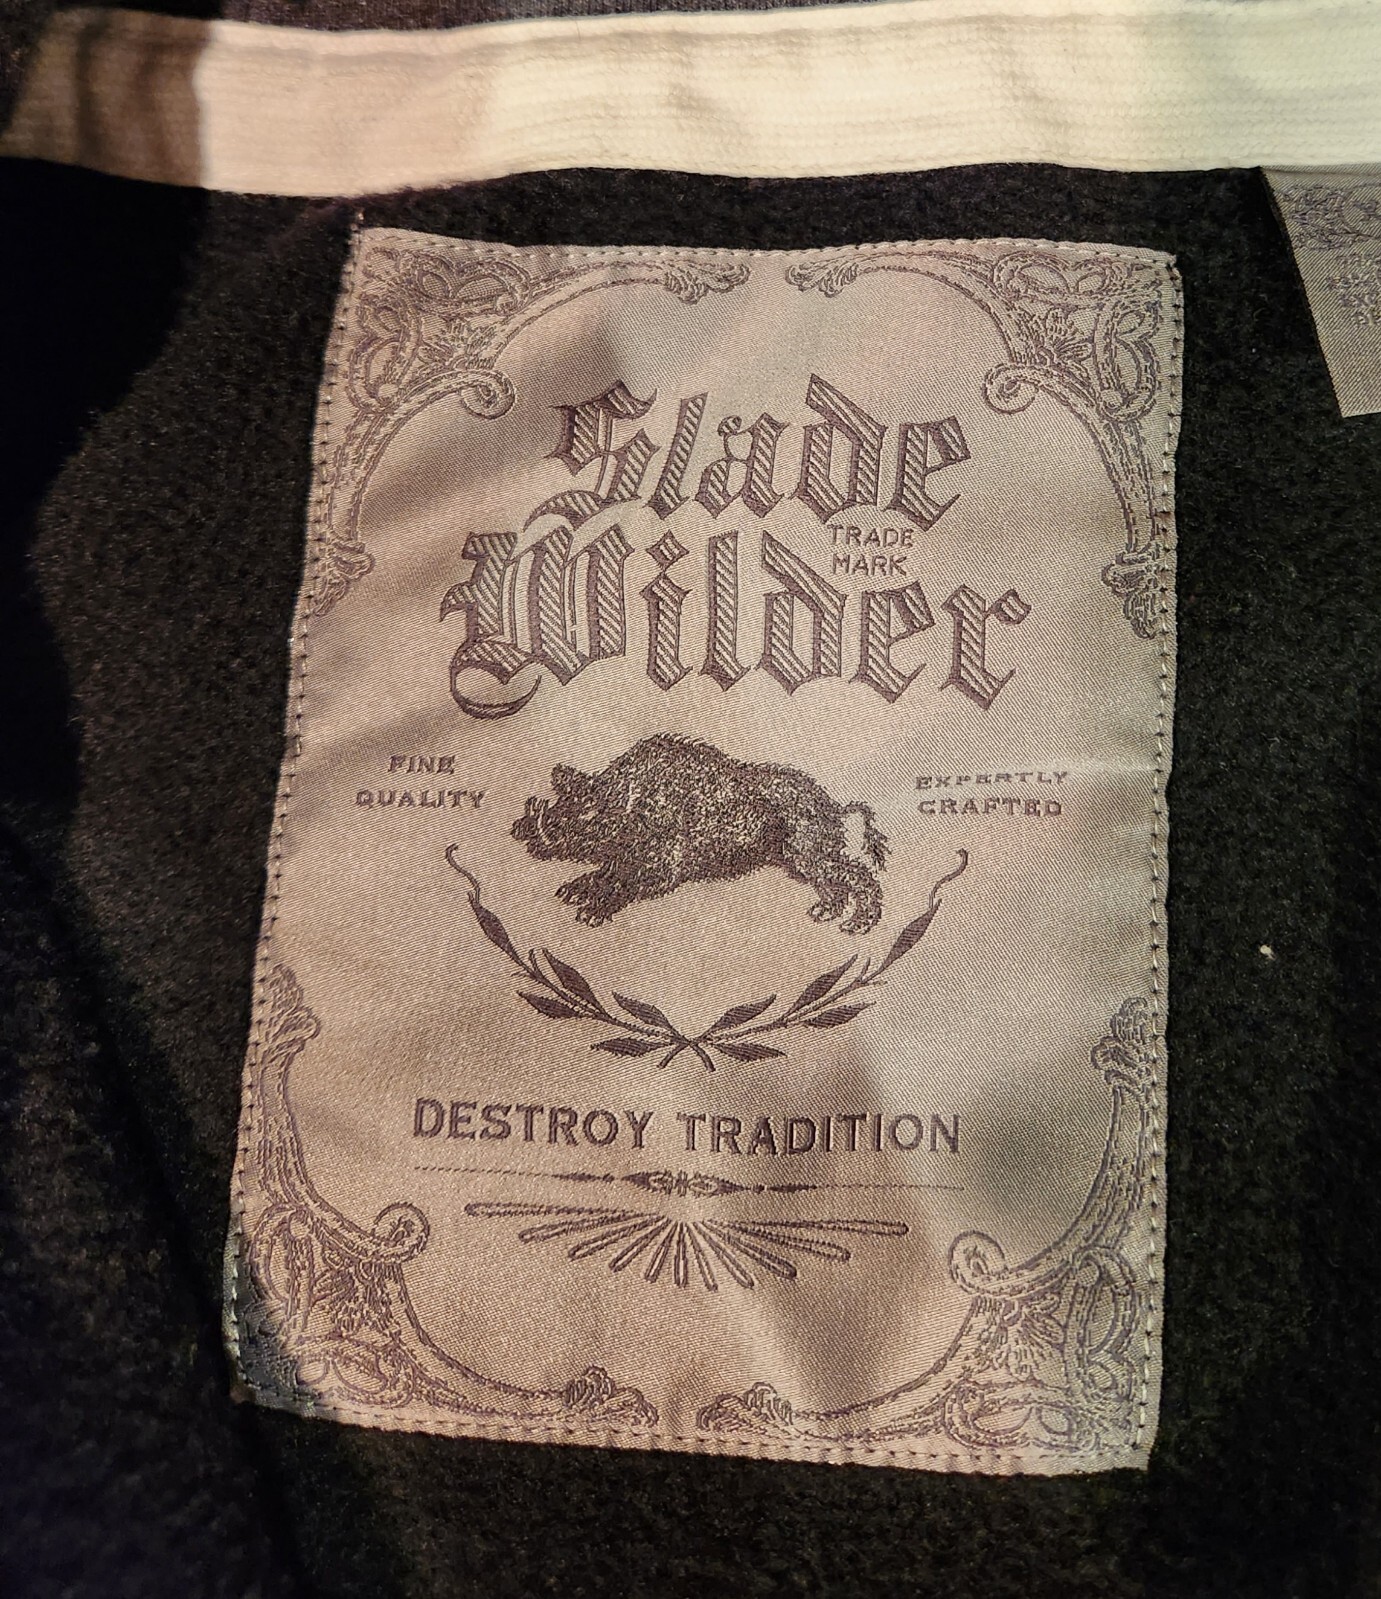 Slade
Wilder
TRADE
MARK
FINE
QUALITY
EXPERTLY
CRAFTED
DESTROY TRADITION